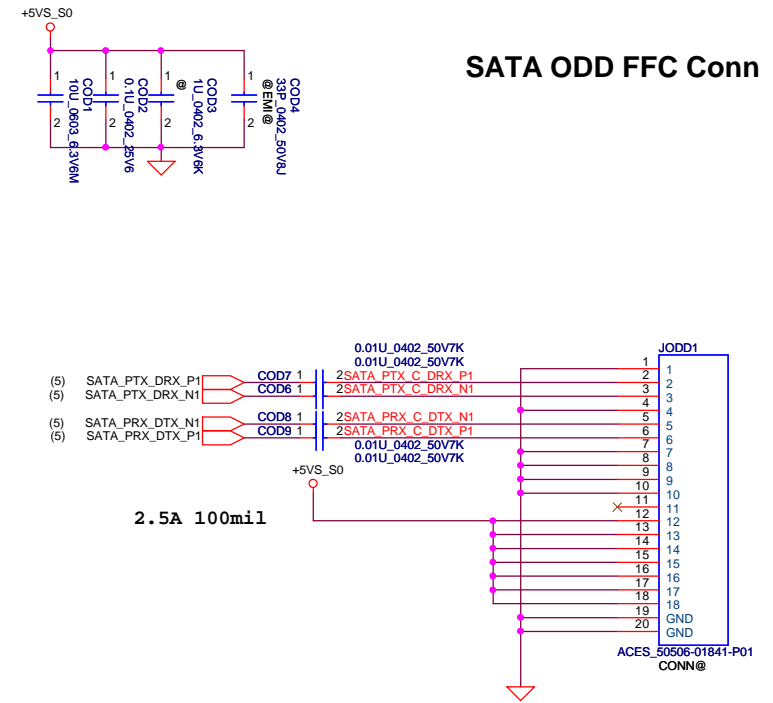 +5VS_S0
SATA ODD FFC Conn
1
2
COD1
10U_0603_6.3V6M
1
2
COD2
0.1U_0402_25V6
1
2
@
COD3
1U_0402_6.3V6K
1
2
COD4
33P_0402_50V8J
@EMI@
0.01U_0402_50V7K
0.01U_0402_50V7K
(5) SATA_PTX_DRX_P1 COD7 1 2 SATA_PTX_C_DRX_P1
(5) SATA_PTX_DRX_N1 COD6 1 2 SATA_PTX_C_DRX_N1
(5) SATA_PRX_DTX_N1 COD8 1 2 SATA_PRX_C_DTX_N1
(5) SATA_PRX_DTX_P1 COD9 1 2 SATA_PRX_C_DTX_P1
0.01U_0402_50V7K
0.01U_0402_50V7K
+5VS_S0
2.5A 100mil
JODD1
1 1
2 2
3 3
4 4
5 5
6 6
7 7
8 8
9 9
10 10
11 11
12 12
13 13
14 14
15 15
16 16
17 17
18 18
19 GND
20 GND
ACES_50506-01841-P01
CONN@